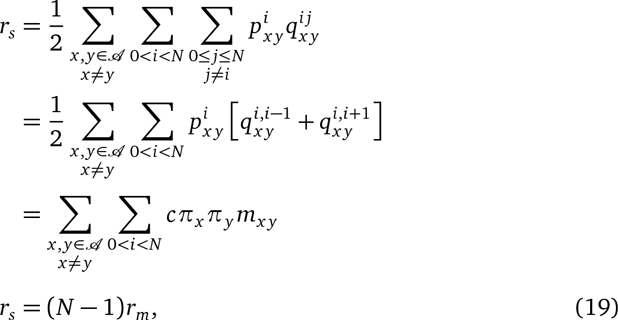 $r_s = \frac{1}{2} \sum_{\substack{x,y \in \mathscr{A} \\ x \neq y}} \sum_{0<i<N} \sum_{\substack{0 \leq j \leq N \\ j \neq i}} p_{xy}^{i} q_{xy}^{ij}$
$= \frac{1}{2} \sum_{\substack{x,y \in \mathscr{A} \\ x \neq y}} \sum_{0<i<N} p_{xy}^{i} \left[ q_{xy}^{i,i-1} + q_{xy}^{i,i+1} \right]$
$= \sum_{\substack{x,y \in \mathscr{A} \\ x \neq y}} \sum_{0<i<N} c \pi_x \pi_y m_{xy}$
$r_s = (N-1) r_m, \quad (19)$